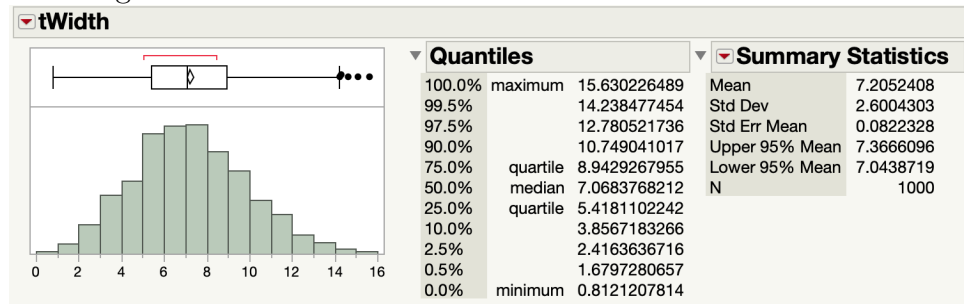 tWidth
0 2 4 6 8 10 12 14 16
Quantiles
100.0% maximum 15.630226489
99.5% 14.238477454
97.5% 12.780521736
90.0% 10.749041017
75.0% quartile 8.9429267955
50.0% median 7.0683768212
25.0% quartile 5.4181102242
10.0% 3.8567183266
2.5% 2.4163636716
0.5% 1.6797280657
0.0% minimum 0.8121207814
Summary Statistics
Mean 7.2052408
Std Dev 2.6004303
Std Err Mean 0.0822328
Upper 95% Mean 7.3666096
Lower 95% Mean 7.0438719
N 1000